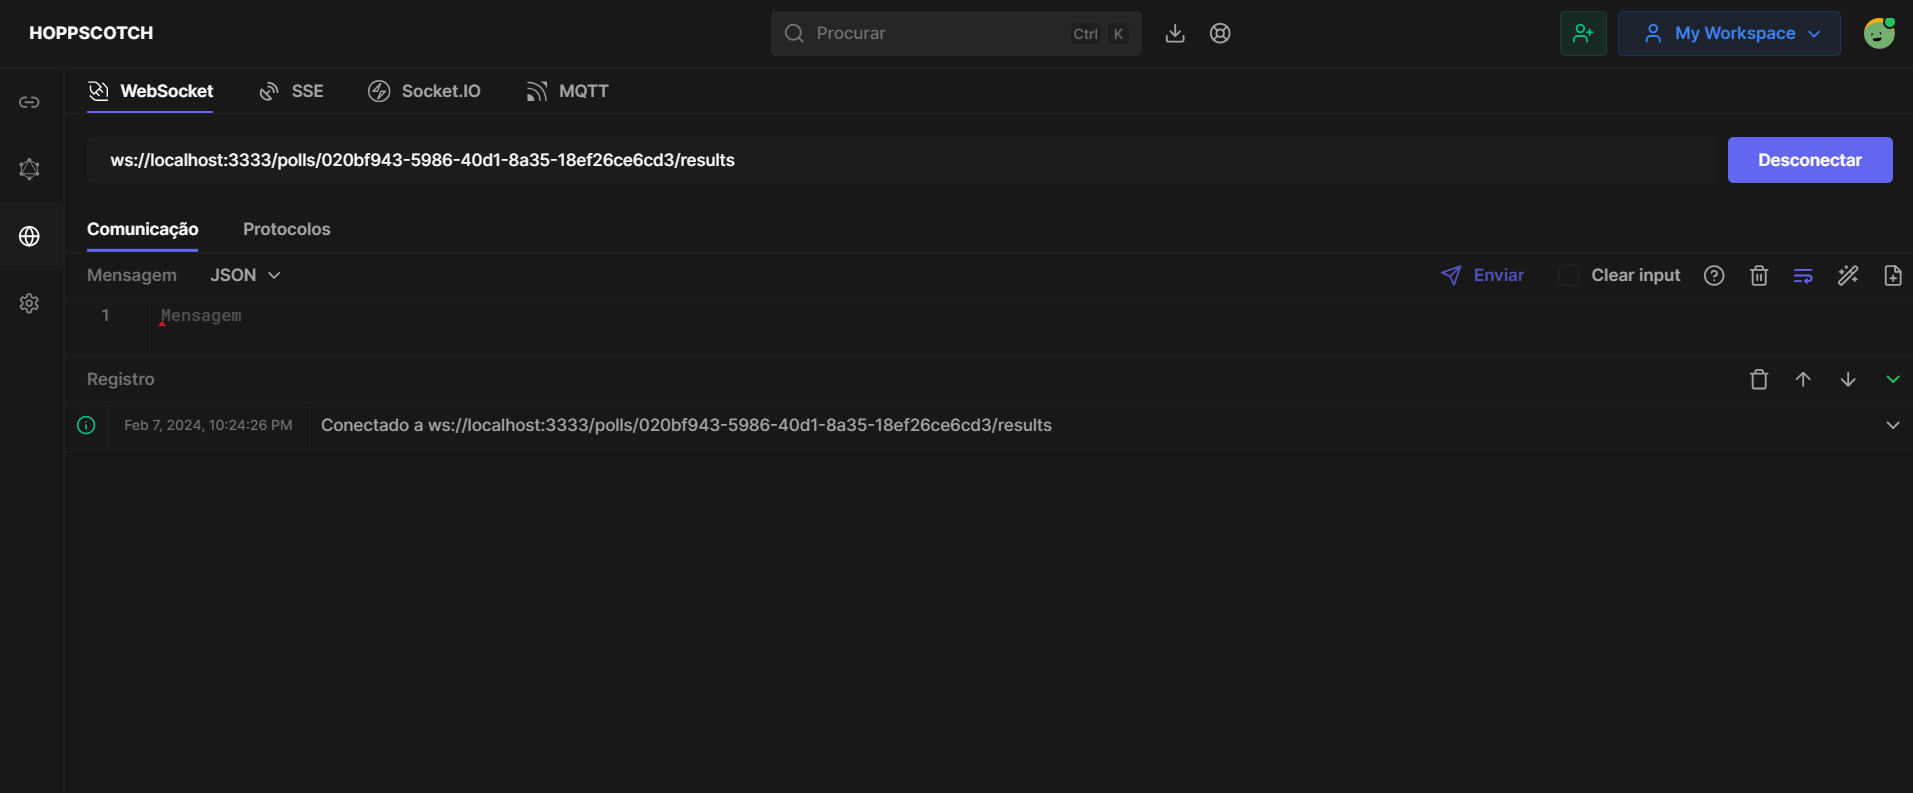 HOPPSCOTCH
Procurar
Ctrl K
My Workspace
WebSocket
SSE
Socket.IO
MQTT
ws://localhost:3333/polls/020bf943-5986-40d1-8a35-18ef26ce6cd3/results
Desconectar
Comunicação
Protocolos
Mensagem
JSON
Enviar
Clear input
1
Mensagem
Registro
Feb 7, 2024, 10:24:26 PM
Conectado a ws://localhost:3333/polls/020bf943-5986-40d1-8a35-18ef26ce6cd3/results